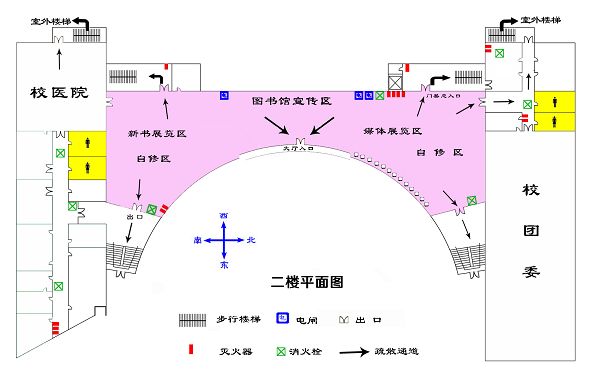 室外楼梯
室外楼梯
校医院
图书馆宣传区
门禁总入口
新书展览区
自修区
媒体展览区
自修区
大厅入口
出口
校团委
西
南
北
东
二楼平面图
步行楼梯
电闸
出口
灭火器
消火栓
疏散通道